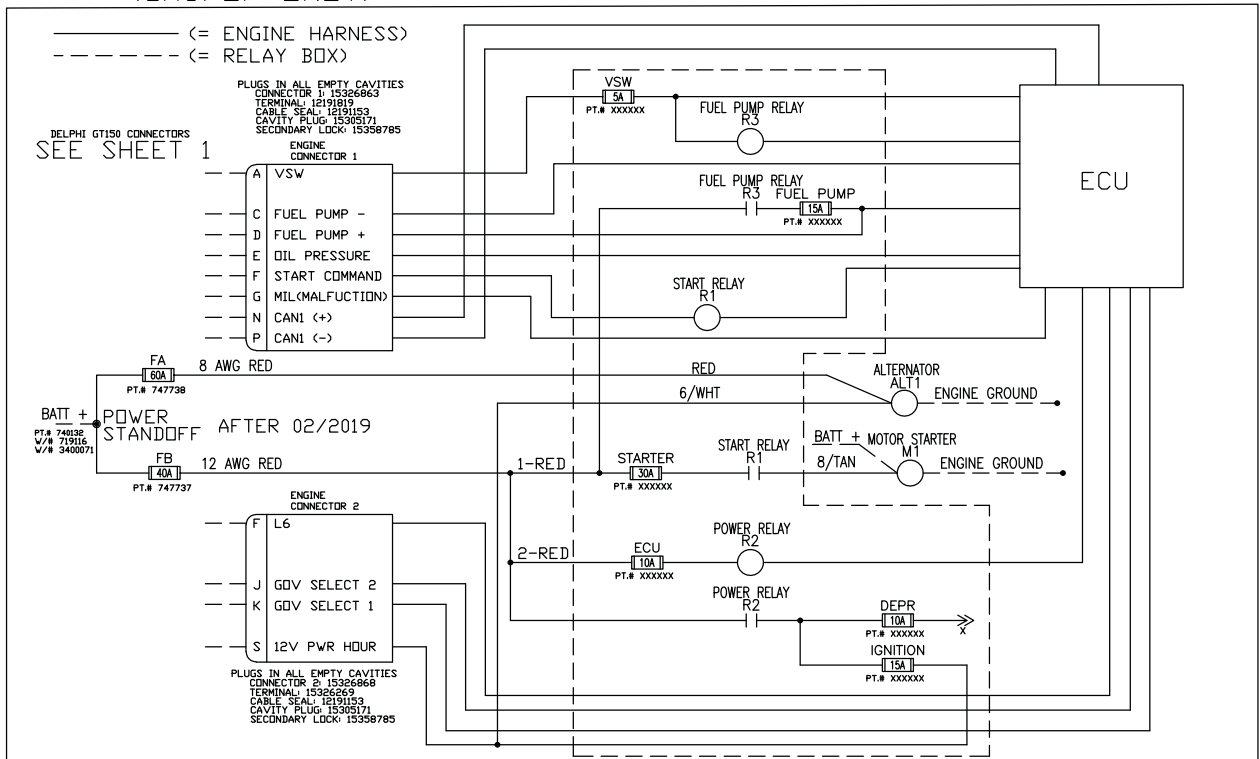 (= ENGINE HARNESS)
(= RELAY BOX)
PLUGS IN ALL EMPTY CAVITIES
CONNECTOR 1: 15326863
TERMINAL: 12191819
CABLE SEAL: 12191153
CAVITY PLUG: 15305171
SECONDARY LOCK: 15358785
DELPHI GT150 CONNECTORS
SEE SHEET 1
ENGINE
CONNECTOR 1
A VSW
C FUEL PUMP -
D FUEL PUMP +
E OIL PRESSURE
F START COMMAND
G MIL(MALFUCTION)
N CAN1 (+)
P CAN1 (-)
VSW
5A
PT.# XXXXXX
FUEL PUMP RELAY
R3
FUEL PUMP RELAY
R3
FUEL PUMP
15A
PT.# XXXXXX
START RELAY
R1
ECU
FA
60A
PT.# 747738
8 AWG RED
RED
6/WHT
ALTERNATOR
ALT1
ENGINE GROUND
BATT +
PT.# 740132
W/# 719116
W/# 3400071
POWER
STANDOFF
AFTER 02/2019
FB
40A
PT.# 747737
12 AWG RED
1-RED
STARTER
30A
PT.# XXXXXX
START RELAY
R1
BATT +
8/TAN
MOTOR STARTER
M1
ENGINE GROUND
ENGINE
CONNECTOR 2
F L6
J GOV SELECT 2
K GOV SELECT 1
S 12V PWR HOUR
PLUGS IN ALL EMPTY CAVITIES
CONNECTOR 2: 15326868
TERMINAL: 15326269
CABLE SEAL: 12191153
CAVITY PLUG: 15305171
SECONDARY LOCK: 15358785
2-RED
ECU
10A
PT.# XXXXXX
POWER RELAY
R2
POWER RELAY
R2
DEPR
10A
PT.# XXXXXX
X
IGNITION
15A
PT.# XXXXXX